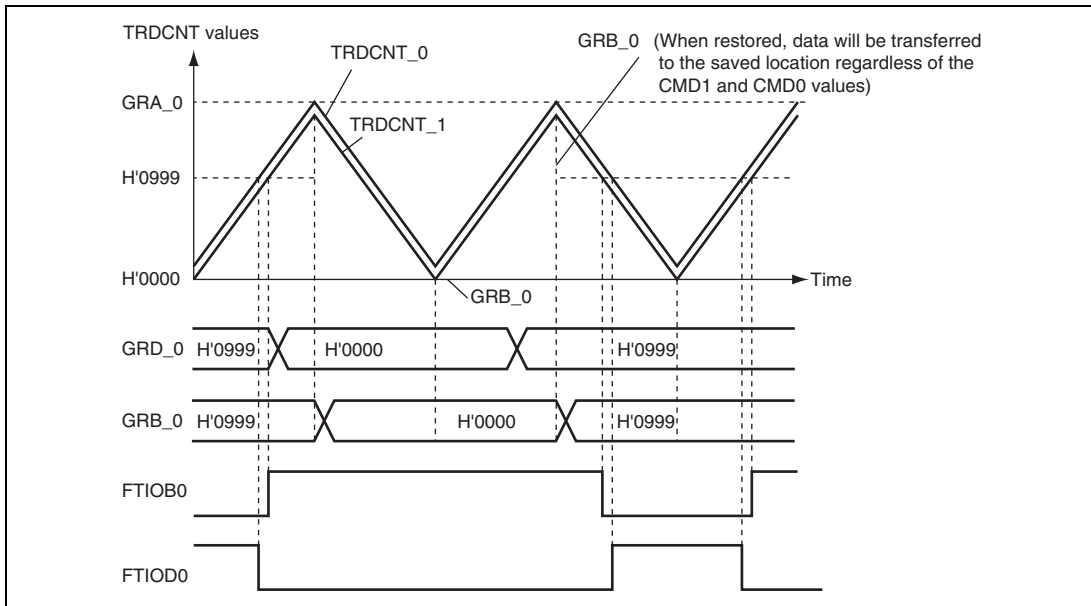 TRDCNT values
TRDCNT_0
GRB_0 (When restored, data will be transferred
to the saved location regardless of the
CMD1 and CMD0 values)
GRA_0
TRDCNT_1
H'0999
H'0000
Time
GRB_0
GRD_0 H'0999 H'0000 H'0999
GRB_0 H'0999 H'0000 H'0999
FTIOB0
FTIOD0